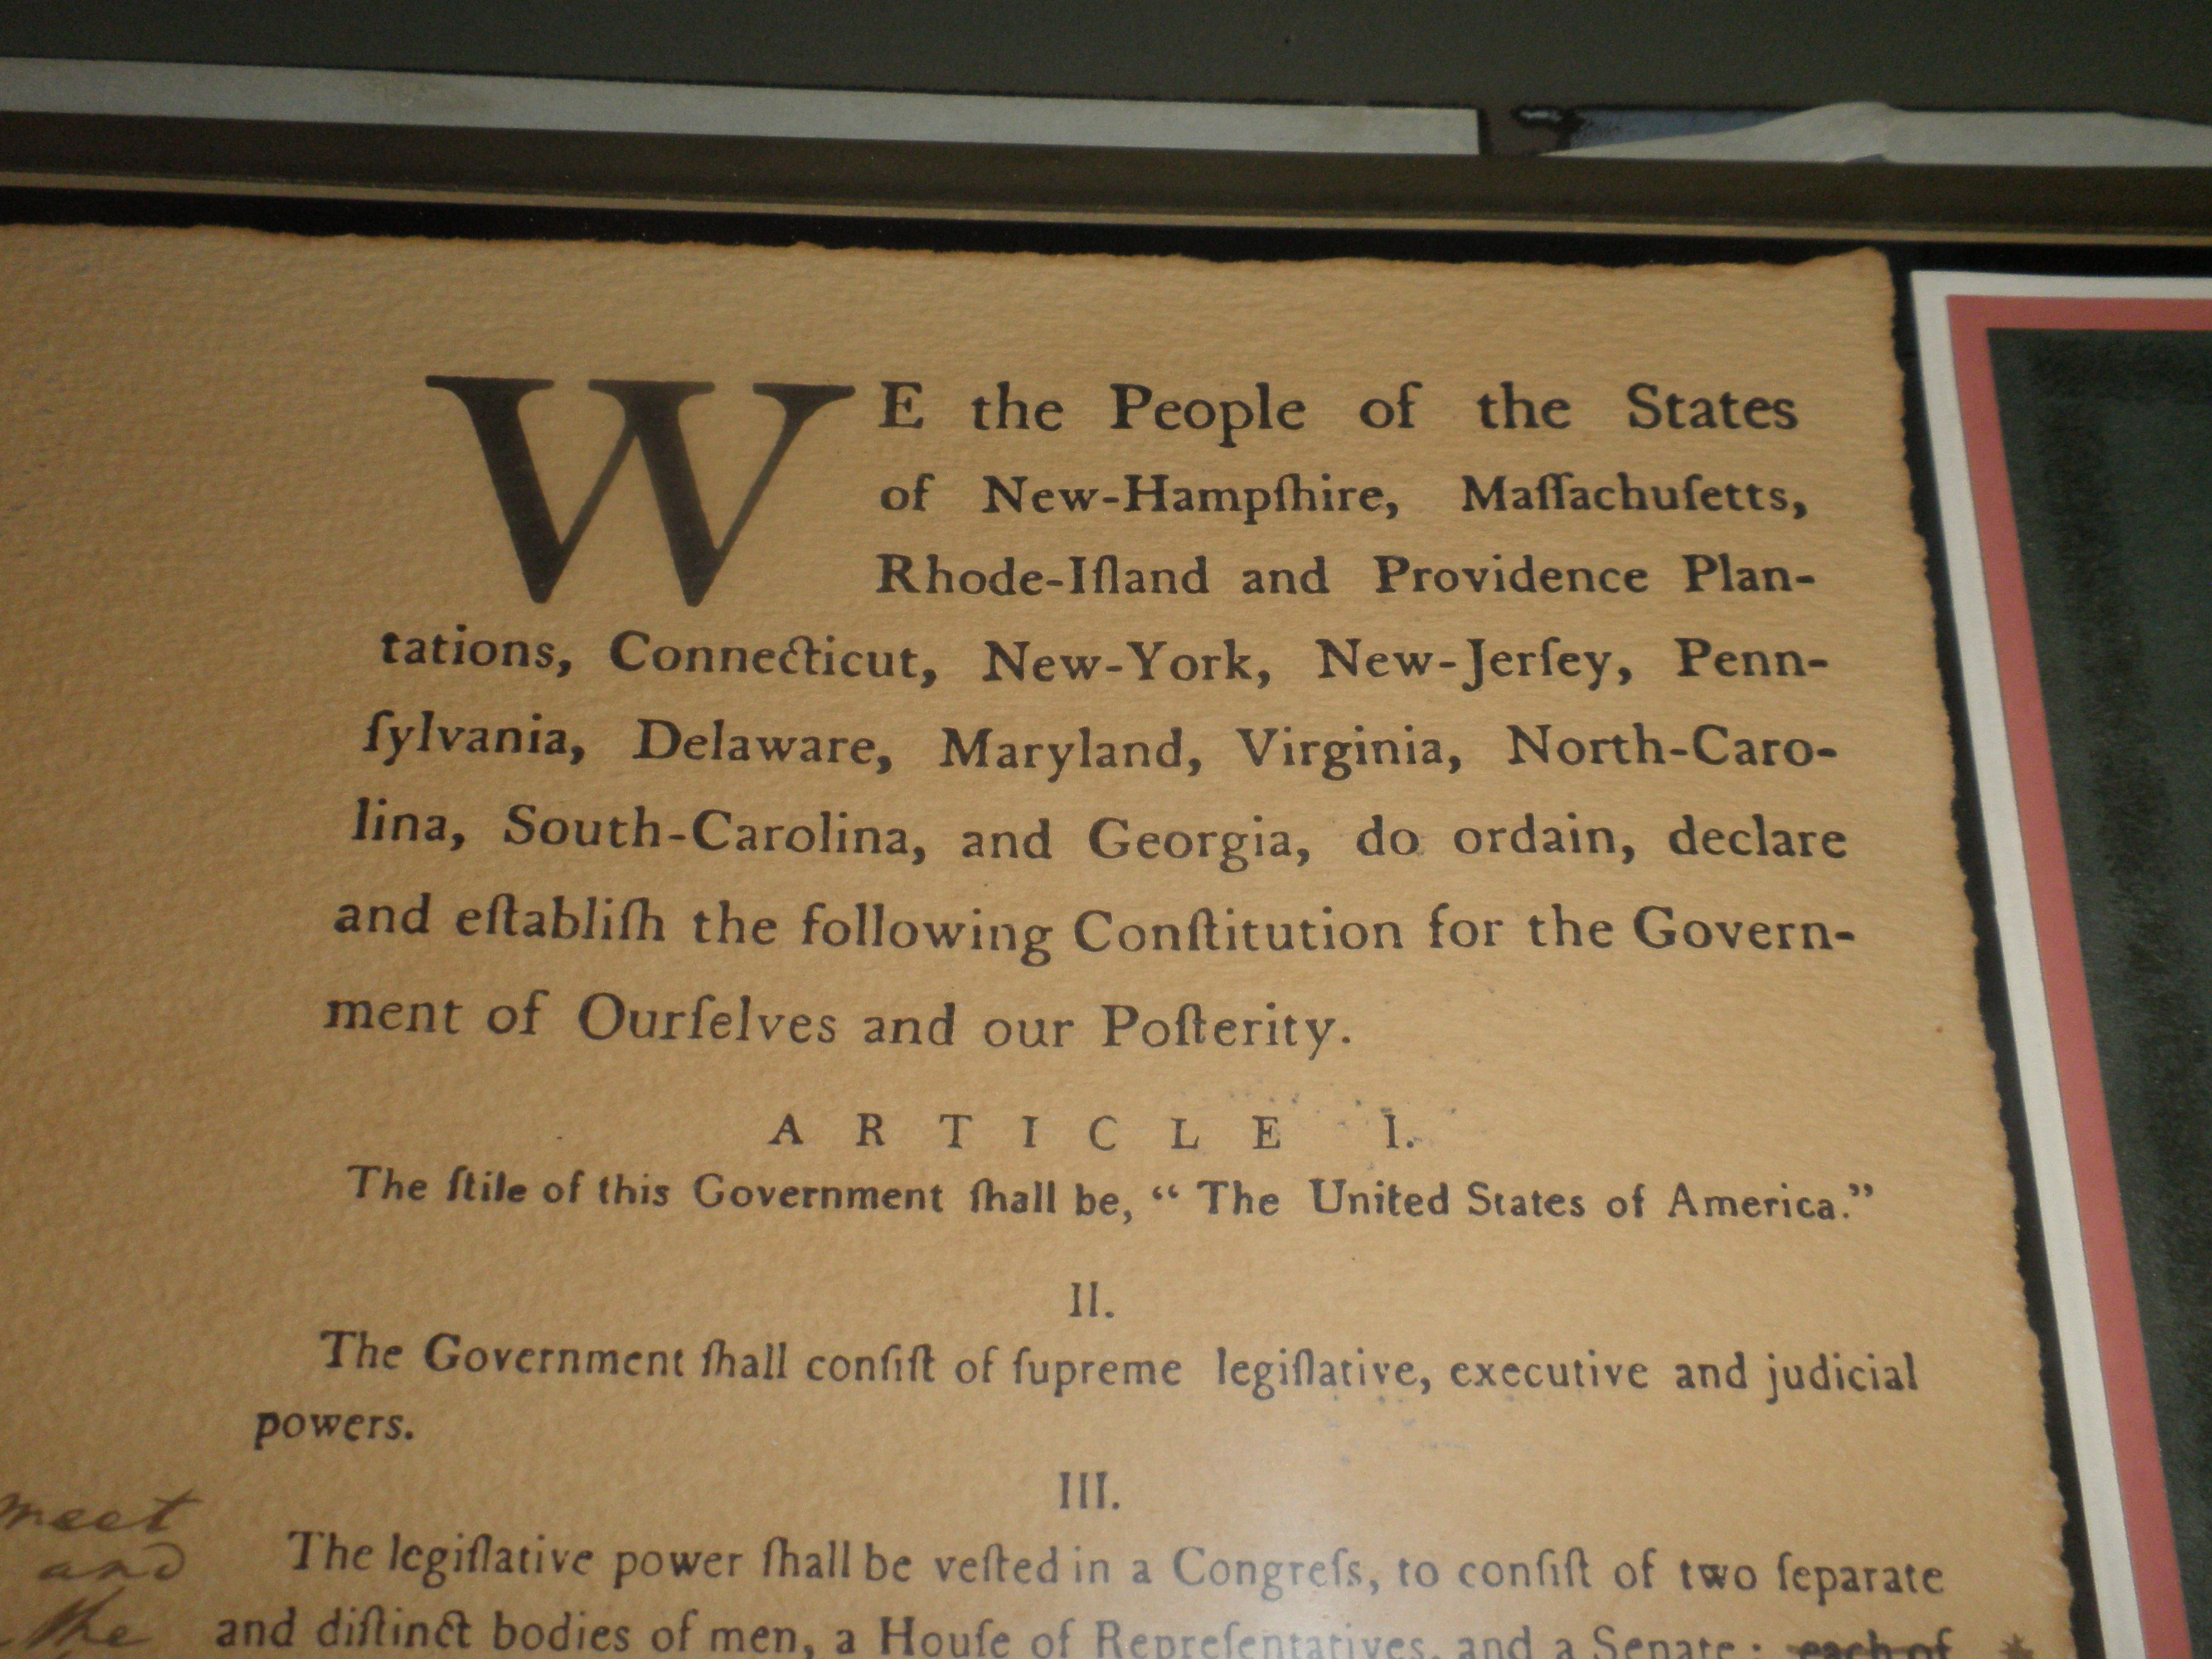 WE the People of the States
of New-Hampſhire, Maſſachuſetts,
Rhode-Iſland and Providence Plan-
tations, Connecticut, New-York, New-Jerſey, Penn-
ſylvania, Delaware, Maryland, Virginia, North-Caro-
lina, South-Carolina, and Georgia, do ordain, declare
and eſtabliſh the following Conſtitution for the Govern-
ment of Ourſelves and our Poſterity.
ARTICLE I.
The ſtile of this Government ſhall be, “ The United States of America.”
II.
The Government ſhall conſiſt of ſupreme legiſlative, executive and judicial
powers.
III.
meet
The legiſlative power ſhall be veſted in a Congreſs, to conſiſt of two ſeparate
and
and diſtinct bodies of men, a Houſe of Repreſentatives, and a Senate; each of *
the